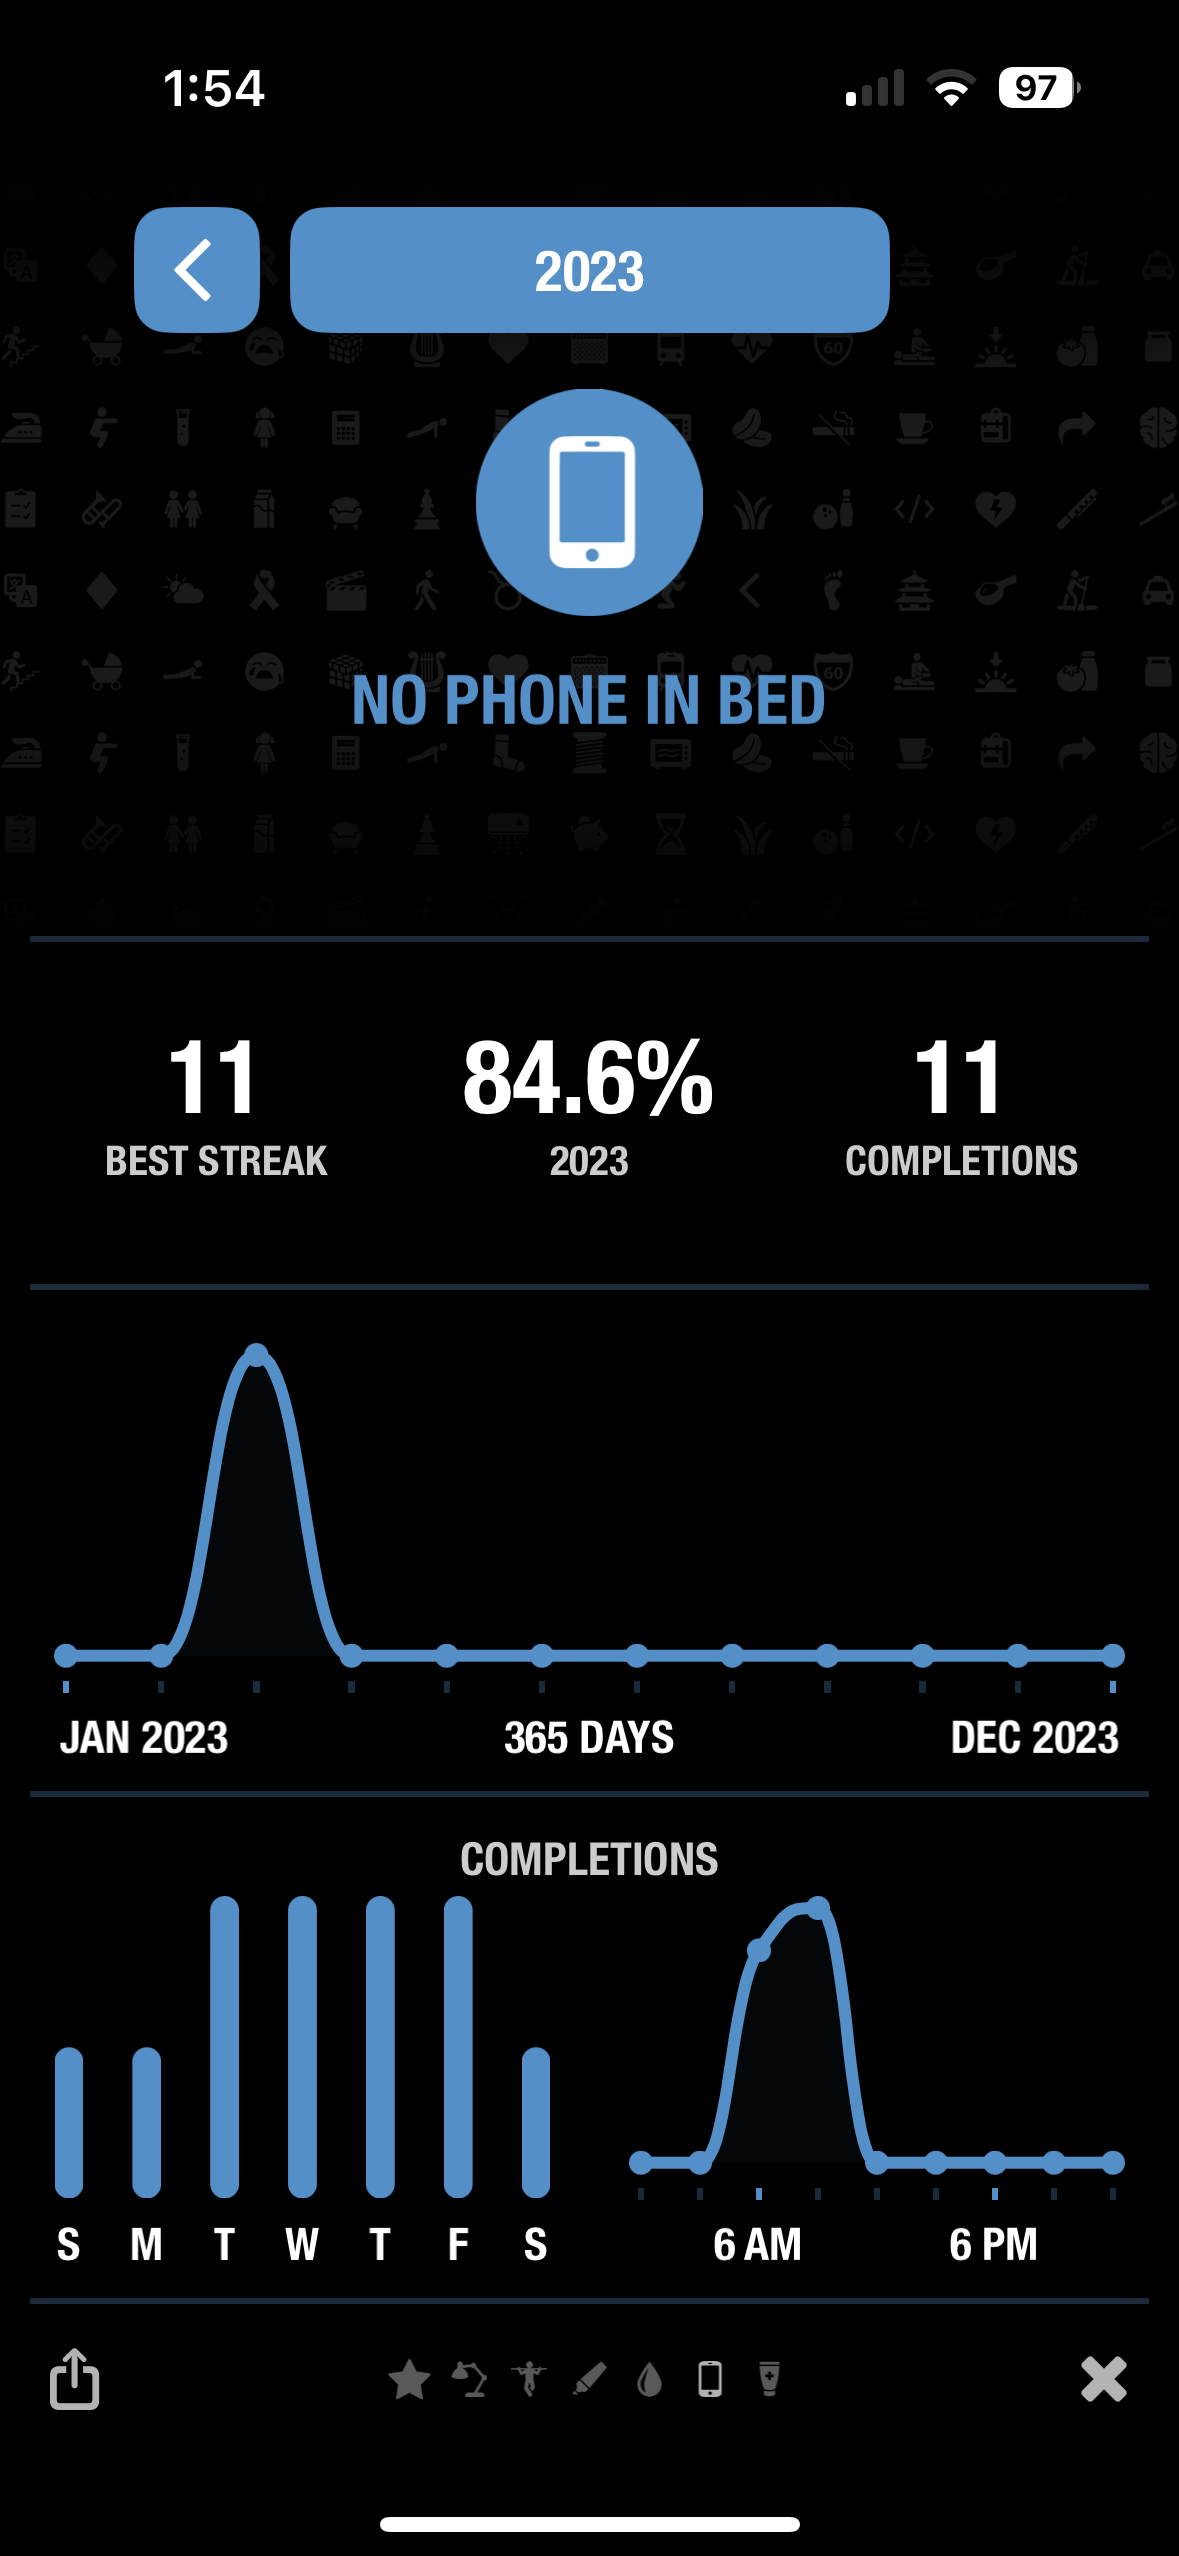 1:54
97
2023
NO PHONE IN BED
11 84.6% 11
BEST STREAK 2023 COMPLETIONS
JAN 2023 365 DAYS DEC 2023
COMPLETIONS
S M T W T F S 6 AM 6 PM